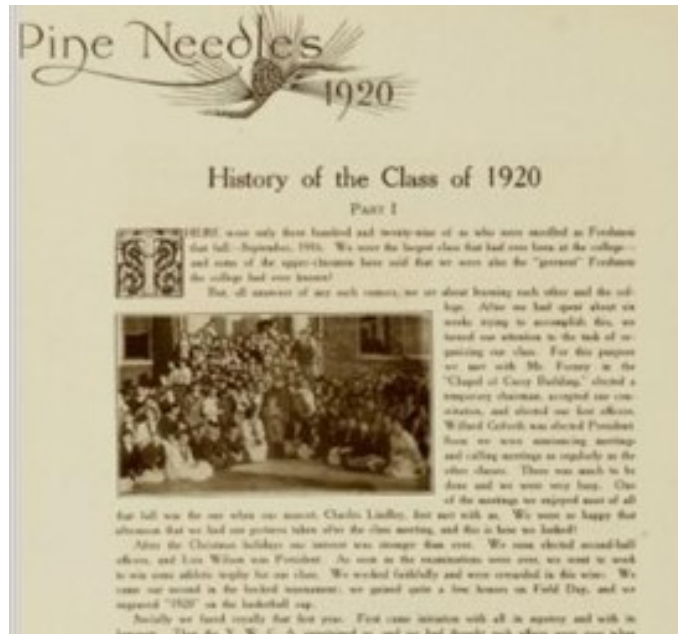 Pine Needles
1920
History of the Class of 1920
PART I
THERE were only three hundred and twenty-nine of us who were enrolled as Freshmen
that fall—September, 1916. We were the largest class that had ever been at the college—
and some of the upper-classmen have said that we were also the "greenest" Freshmen
the college had ever known!
But, all unaware of any such rumors, we set about learning each other and the col-
lege. After we had spent about six
weeks trying to accomplish this, we
turned our attention to the task of or-
ganizing our class. For this purpose
we met with Mr. Forney in the
"Chapel of Curry Building," elected a
temporary chairman, accepted our con-
stitution, and elected our first officers.
Willard Goforth was elected President.
Soon we were announcing meetings
and calling meetings as regularly as the
other classes. There was much to be
done and we were very busy. One
of the meetings we enjoyed most of all
that fall was the one when our mascot, Charles Lindley, first met with us. We were so happy that
afternoon that we had our pictures taken after the class meeting, and this is how we looked!
After the Christmas holidays our interest was stronger than ever. We soon elected second-half
officers, and Lois Wilson was President. As soon as the examinations were over, we went to work
to win some athletic trophy for our class. We worked faithfully and were rewarded in this wise: We
came out second in the hocked tournament; we gained quite a few honors on Field Day, and we
engraved "1920" on the basketball cup.
Socially we fared royally that first year. First came initiation with all its mystery and with its